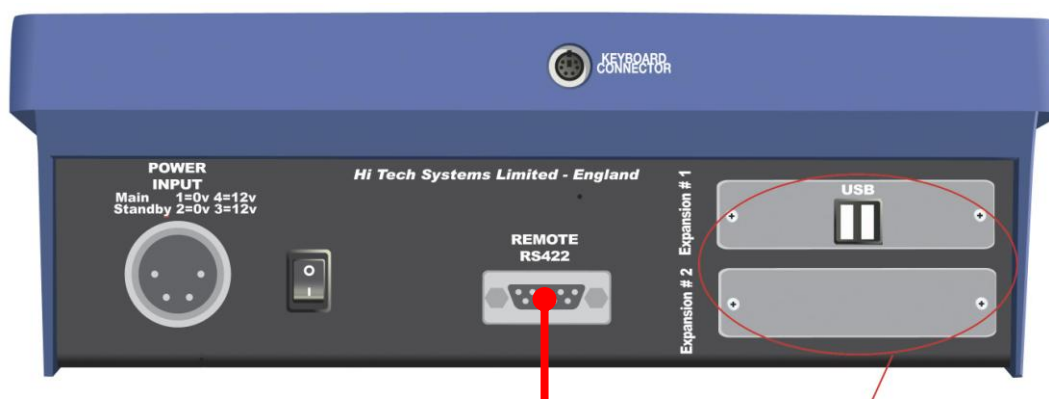 KEYBOARD
CONNECTOR
POWER
INPUT
Main 1=0v 4=12v
Standby 2=0v 3=12v
Hi Tech Systems Limited - England
REMOTE
RS422
Expansion # 1
USB
Expansion # 2